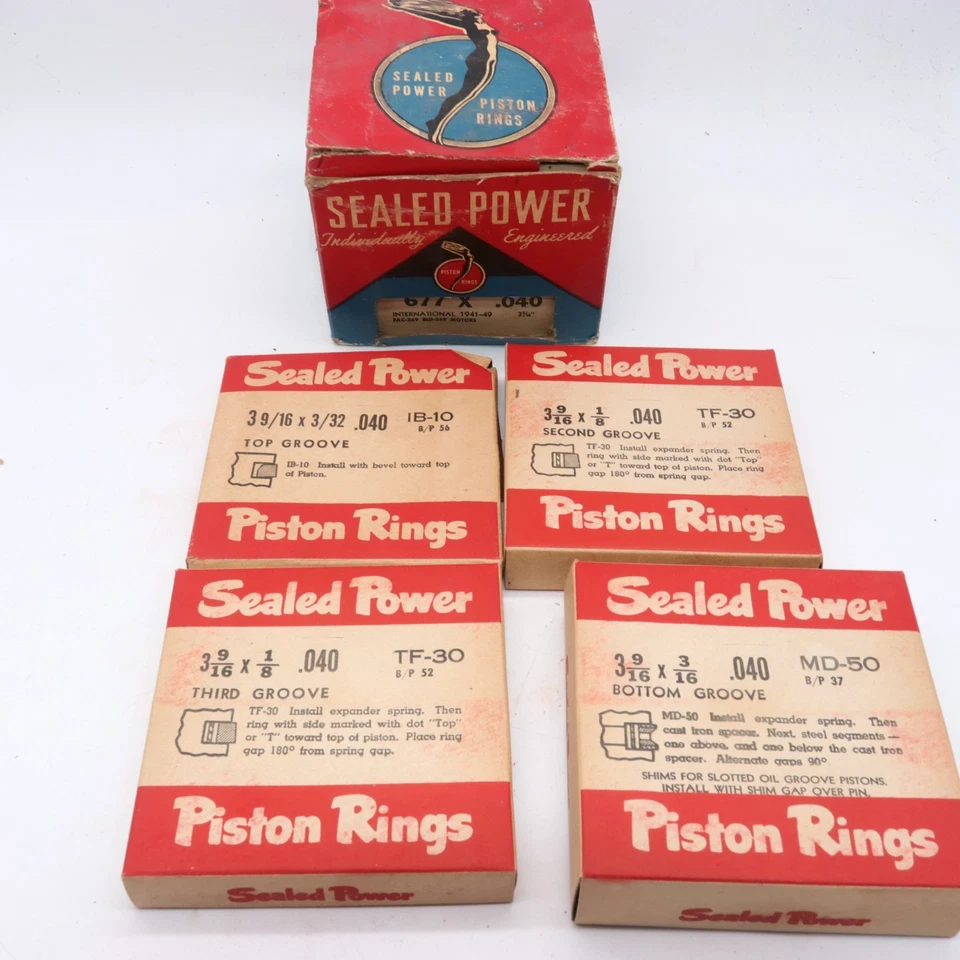 SEALED
POWER
PISTON
RINGS
SEALED POWER
Individually Engineered
PISTON RINGS
677 X .040
INTERNATIONAL 1941-49 3 9/16"
MOTORS
Sealed Power
3 9/16 x 3/32 .040 IB-10
B/P 56
TOP GROOVE
IB-10 Install with bevel toward top
of Piston.
Piston Rings
Sealed Power
3 9/16 x 1/8 .040 TF-30
B/P 52
SECOND GROOVE
TF-30 Install expander spring. Then
ring with side marked with dot "Top"
or "T" toward top of piston. Place ring
gap 180° from spring gap.
Piston Rings
Sealed Power
3 9/16 x 1/8 .040 TF-30
B/P 52
THIRD GROOVE
TF-30 Install expander spring. Then
ring with side marked with dot "Top"
or "T" toward top of piston. Place ring
gap 180° from spring gap.
Piston Rings
Sealed Power
Sealed Power
3 9/16 x 3/16 .040 MD-50
B/P 37
BOTTOM GROOVE
MD-50 Install expander spring. Then
cast iron spacer. Next, steel segments—
one above, and one below the cast iron
spacer. Alternate gaps 90°.
SHIMS FOR SLOTTED OIL GROOVE PISTONS.
INSTALL WITH SHIM GAP OVER PIN.
Piston Rings
Sealed Power